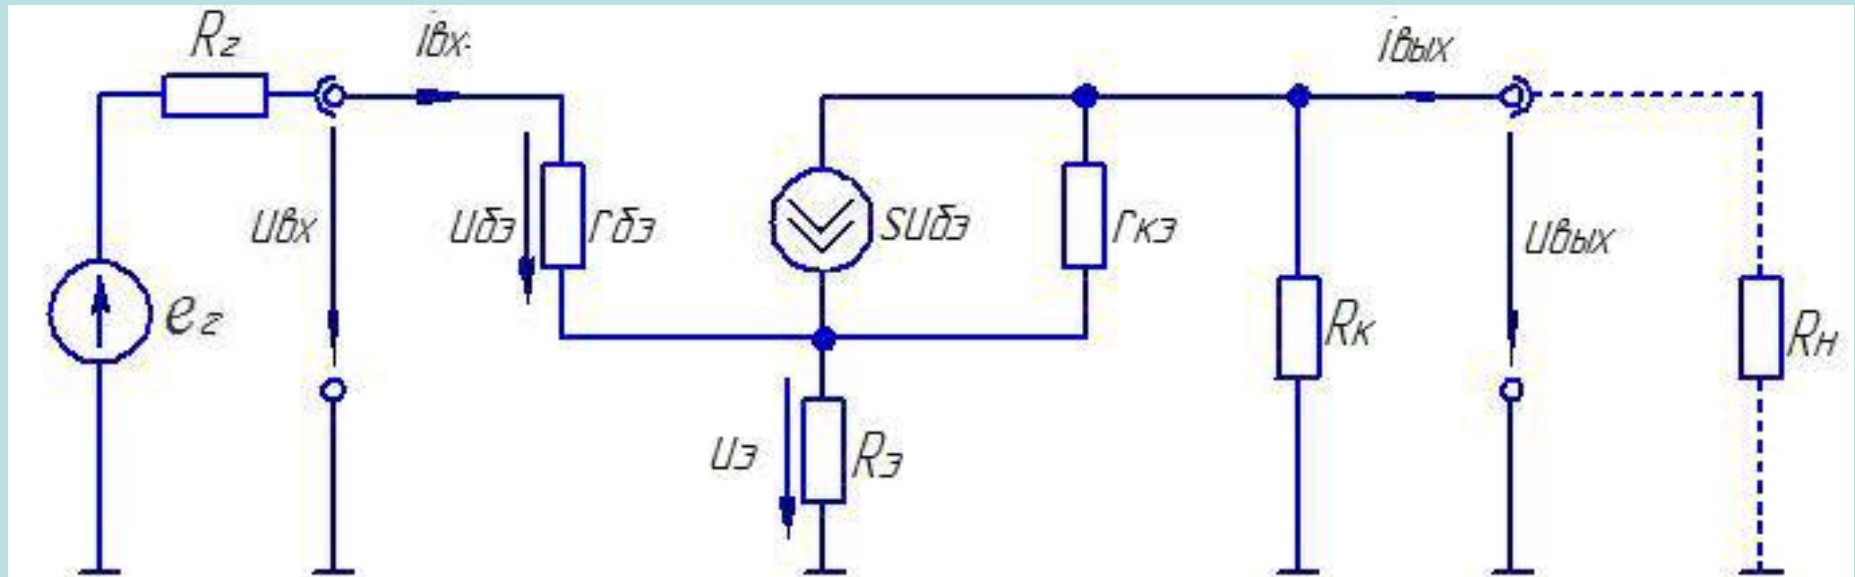 Rг
iвх
iвых
uвх
uбэ
rбэ
Suбэ
rкэ
uвых
eг
Rк
Rн
uэ
Rэ